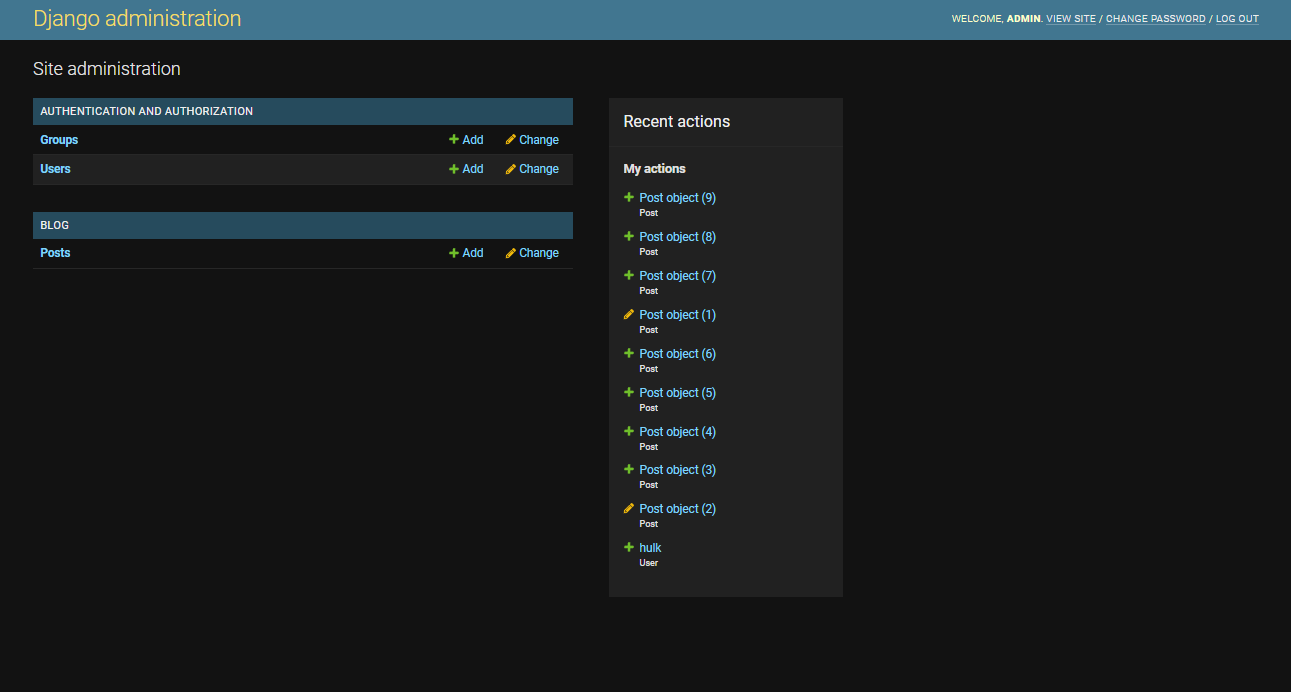 Django administration
WELCOME, ADMIN. VIEW SITE / CHANGE PASSWORD / LOG OUT
Site administration
AUTHENTICATION AND AUTHORIZATION
Groups Add Change
Users Add Change
BLOG
Posts Add Change
Recent actions
My actions
Post object (9)
Post
Post object (8)
Post
Post object (7)
Post
Post object (1)
Post
Post object (6)
Post
Post object (5)
Post
Post object (4)
Post
Post object (3)
Post
Post object (2)
Post
hulk
User